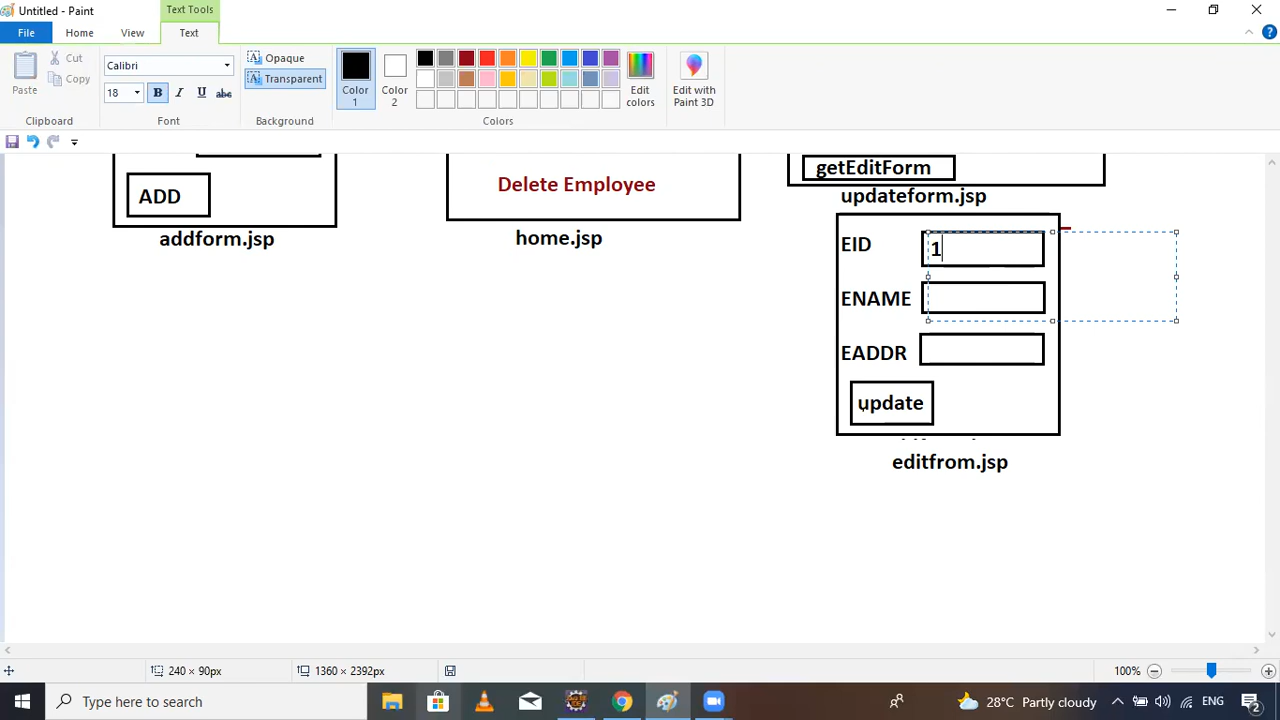 Untitled - Paint
Text Tools
File
Home
View
Text
Paste
Cut
Copy
Clipboard
Calibri
18
B
I
U
abc
Font
Opaque
Transparent
Background
Color
1
Color
2
Colors
Edit
colors
Edit with
Paint 3D
ADD
addform.jsp
Delete Employee
home.jsp
getEditForm
updateform.jsp
EID
1
ENAME
EADDR
update
editfrom.jsp
240 × 90px
1360 × 2392px
100%
Type here to search
28°C Partly cloudy
ENG
2